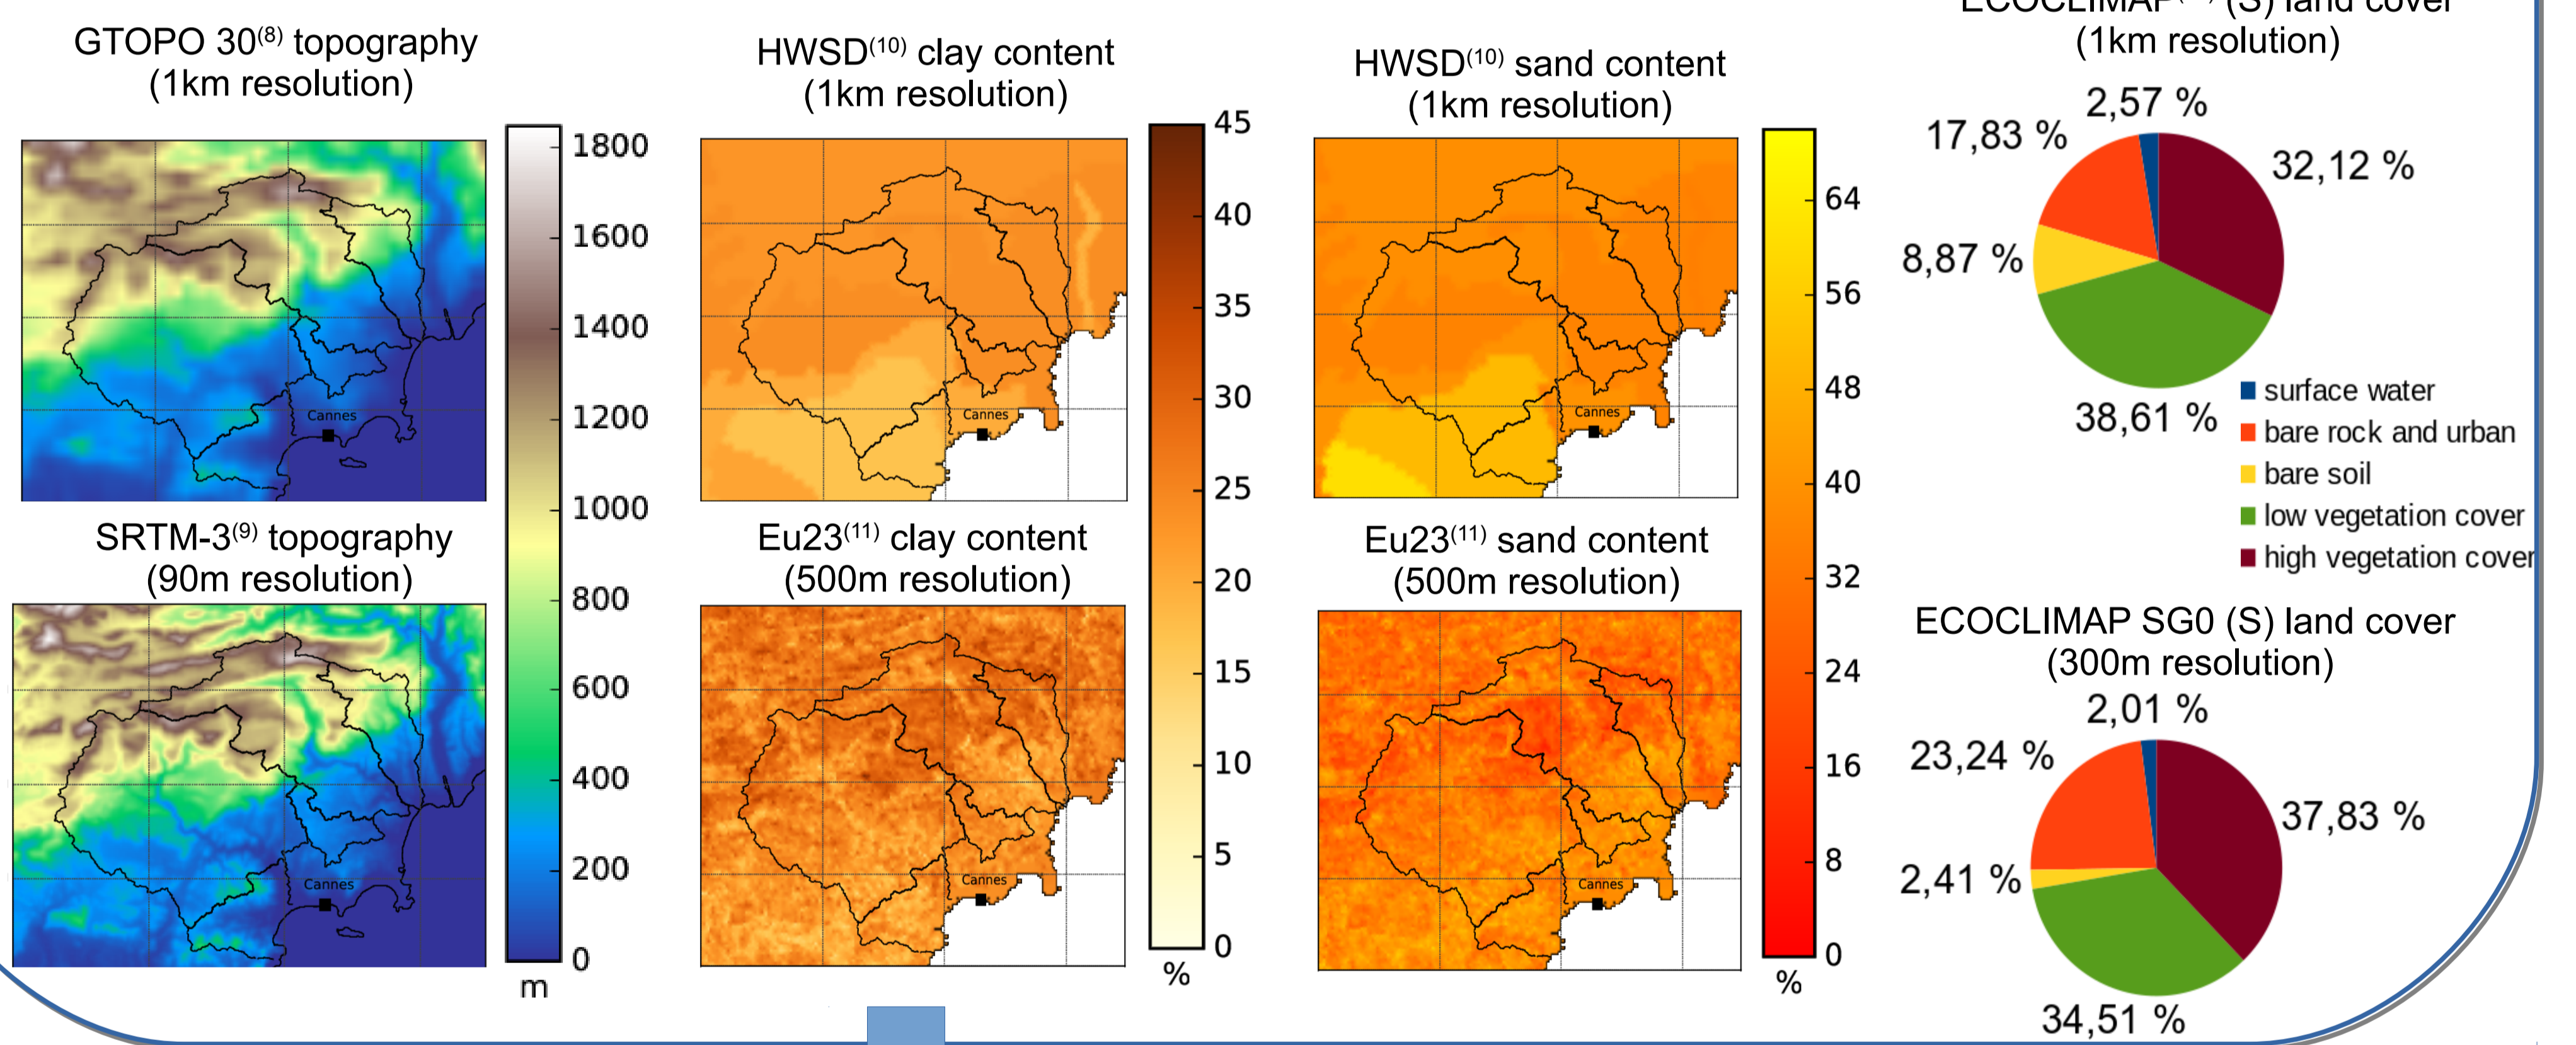 GTOPO 30(8) topography
(1km resolution)
1800
1600
1400
1200
1000
800
600
400
200
0
m
Cannes
SRTM-3(9) topography
(90m resolution)
Cannes
HWSD(10) clay content
(1km resolution)
Cannes
45
40
35
30
25
20
15
10
5
0
%
Eu23(11) clay content
(500m resolution)
Cannes
HWSD(10) sand content
(1km resolution)
Cannes
64
56
48
40
32
24
16
8
0
%
Eu23(11) sand content
(500m resolution)
Cannes
(S) land cover
(1km resolution)
2,57 %
17,83 %
32,12 %
8,87 %
38,61 %
surface water
bare rock and urban
bare soil
low vegetation cover
high vegetation cover
ECOCLIMAP SG0 (S) land cover
(300m resolution)
2,01 %
23,24 %
37,83 %
2,41 %
34,51 %